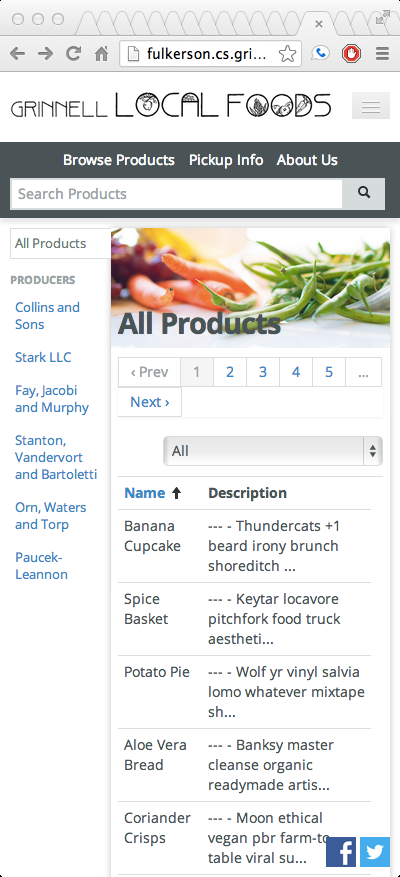 fulkerson.cs.gri...
GRINNELL LOCAL FOODS
Browse Products Pickup Info About Us
Search Products
All Products
PRODUCERS
Collins and
Sons
Stark LLC
Fay, Jacobi
and Murphy
Stanton,
Vandervort
and Bartoletti
Orn, Waters
and Torp
Paucek-
Leannon
All Products
‹ Prev 1 2 3 4 5 ...
Next ›
All
Name Description
Banana
Cupcake
--- - Thundercats +1
beard irony brunch
shoreditch ...
Spice
Basket
--- - Keytar locavore
pitchfork food truck
aestheti...
Potato Pie
--- - Wolf yr vinyl salvia
lomo whatever mixtape
sh...
Aloe Vera
Bread
--- - Banksy master
cleanse organic
readymade artis...
Coriander
Crisps
--- - Moon ethical
vegan pbr farm-to-
table viral su...